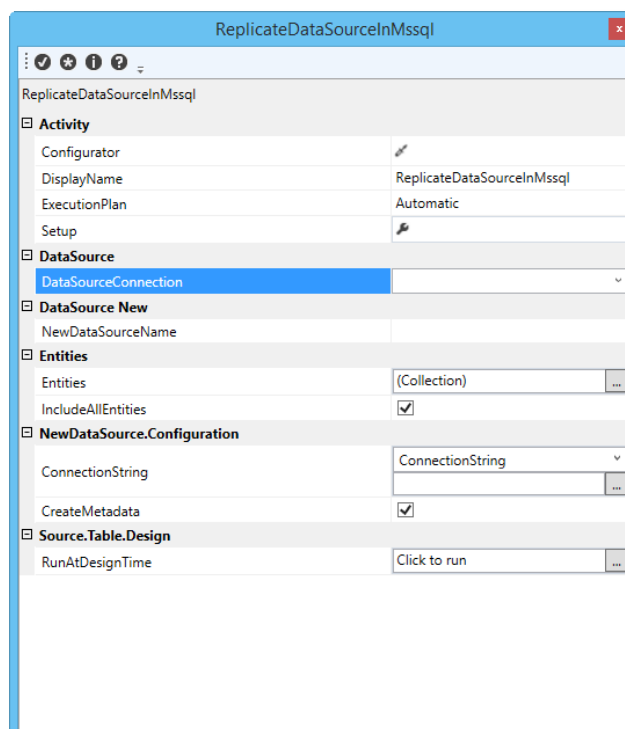 ReplicateDataSourceInMssql
x
ReplicateDataSourceInMssql
Activity
Configurator
DisplayName ReplicateDataSourceInMssql
ExecutionPlan Automatic
Setup
DataSource
DataSourceConnection
DataSource New
NewDataSourceName
Entities
Entities (Collection) ...
IncludeAllEntities
NewDataSource.Configuration
ConnectionString ConnectionString
...
CreateMetadata
Source.Table.Design
RunAtDesignTime Click to run ...